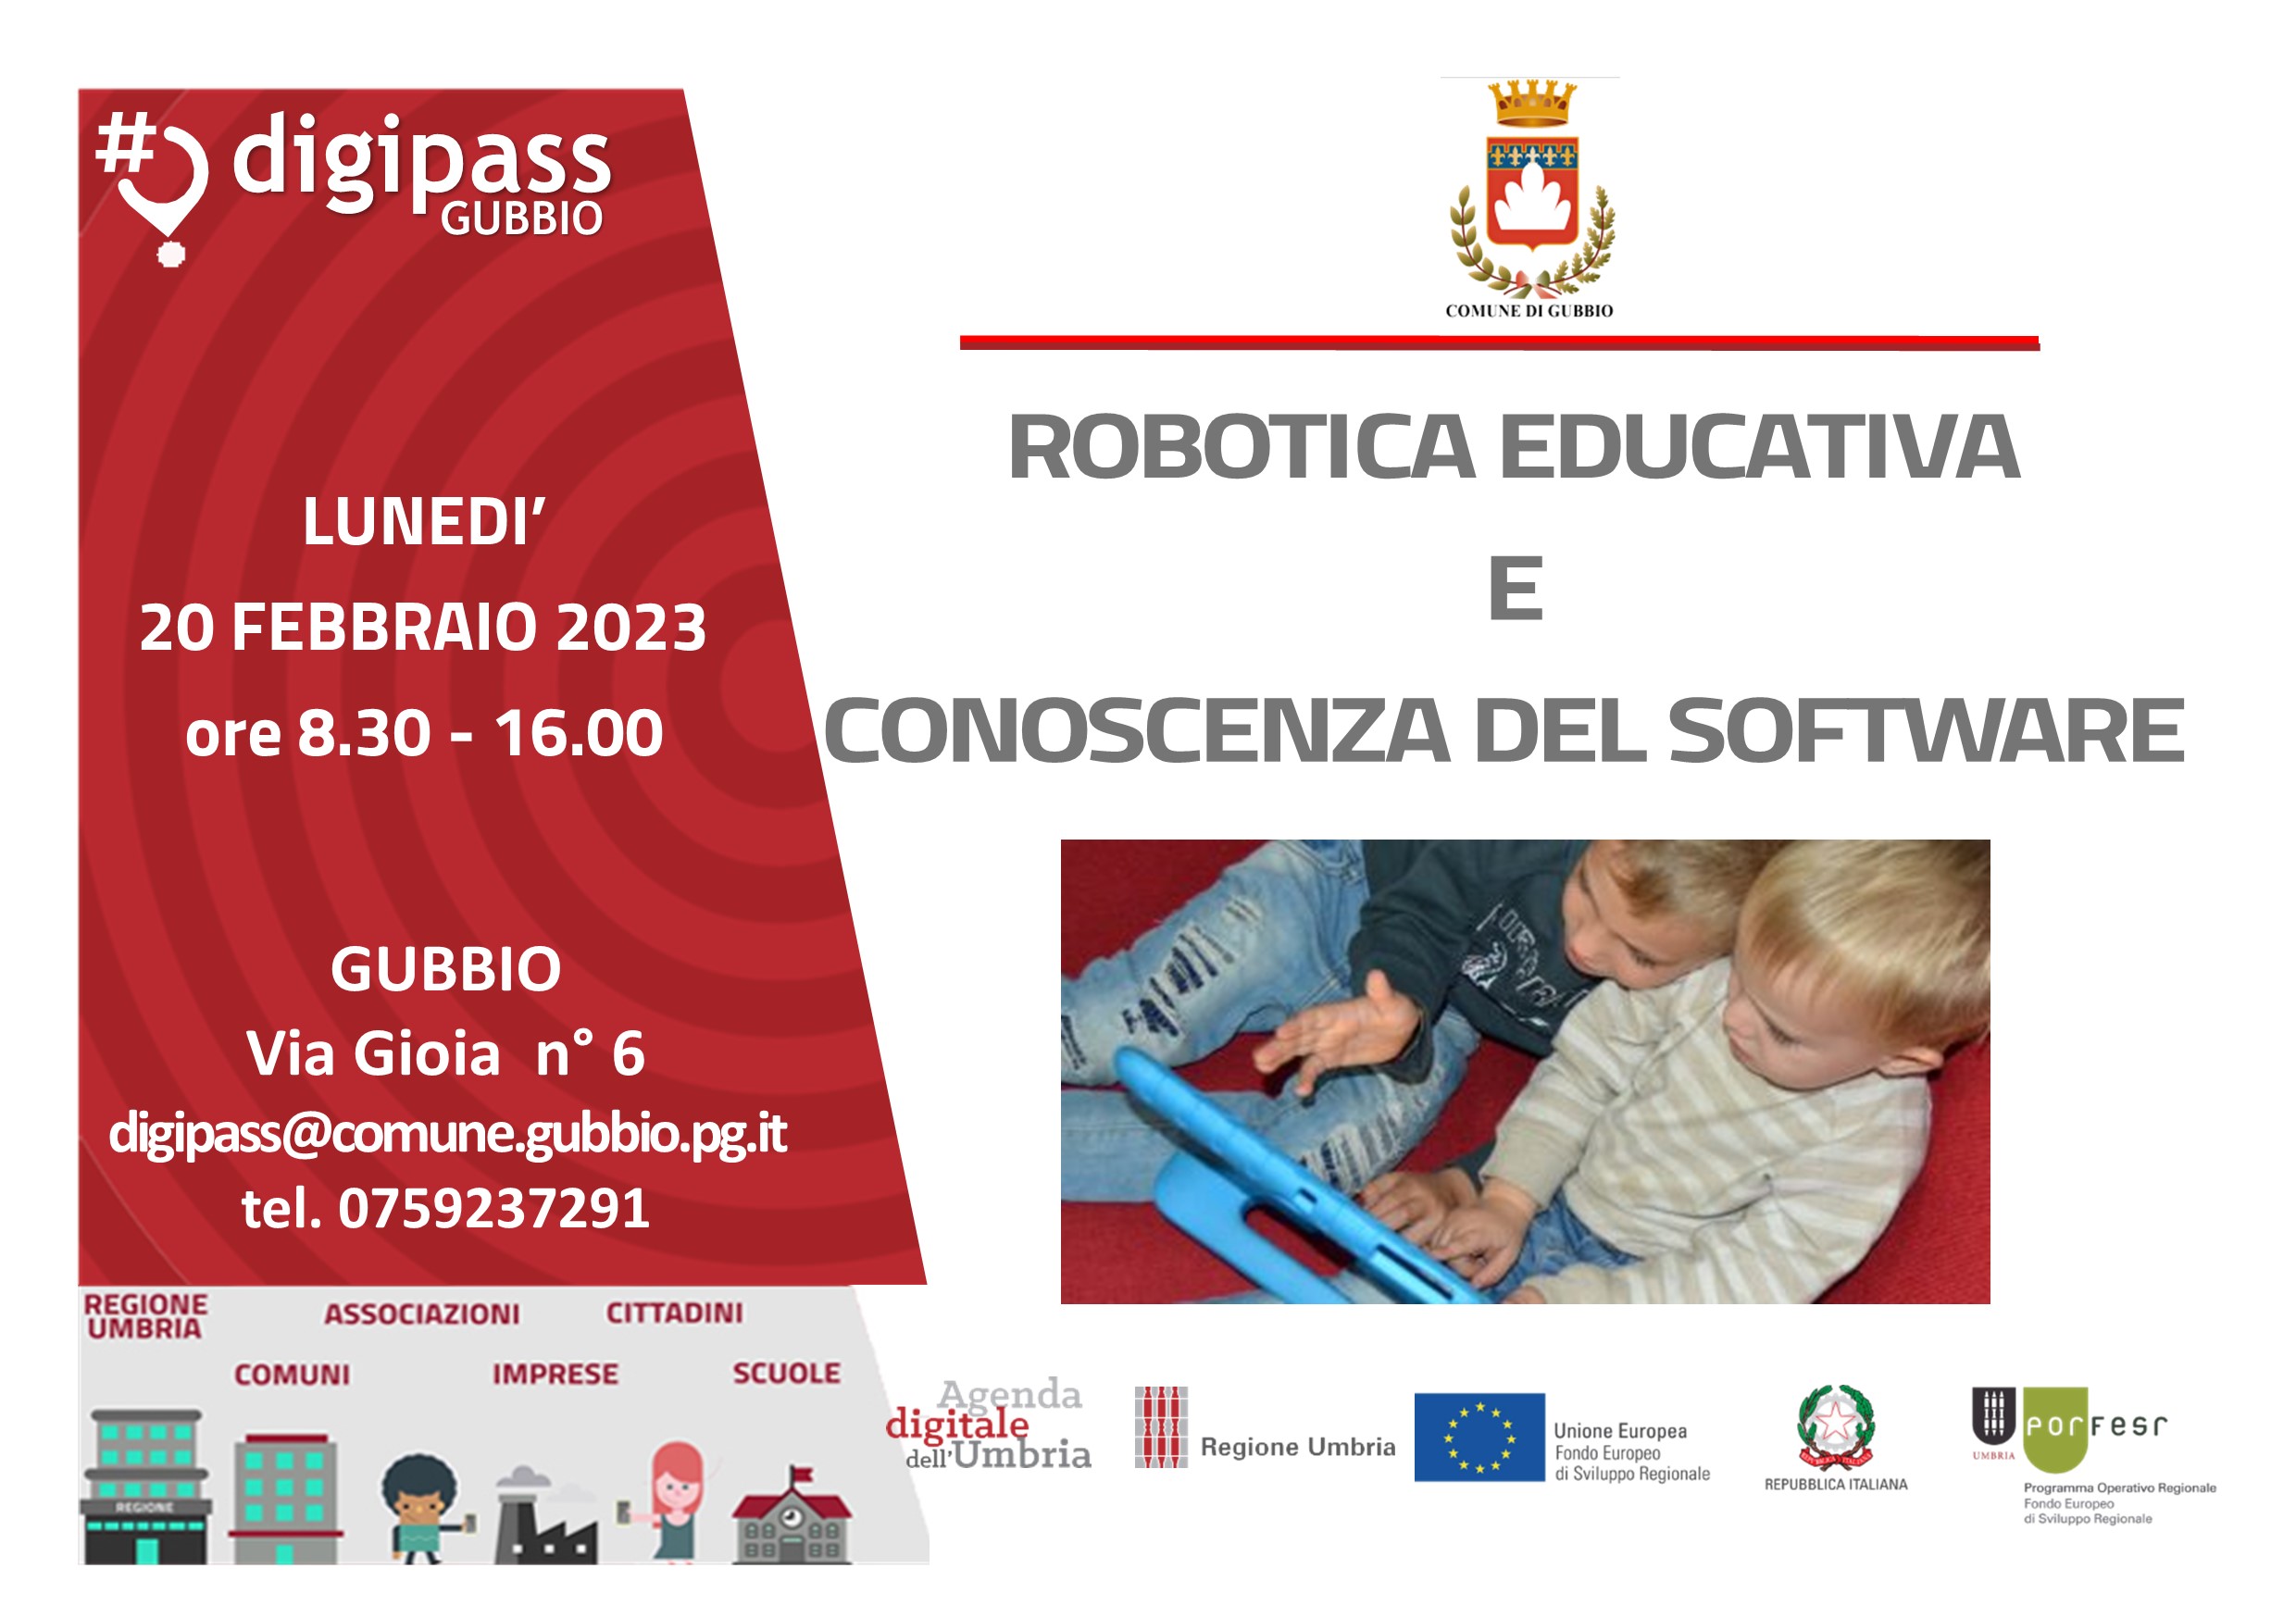 # digipass
GUBBIO
LUNEDI’
20 FEBBRAIO 2023
ore 8.30 - 16.00
GUBBIO
Via Gioia n° 6
digipass@comune.gubbio.pg.it
tel. 0759237291
REGIONE
UMBRIA
ASSOCIAZIONI
CITTADINI
COMUNI
IMPRESE
SCUOLE
REGIONE
COMUNE DI GUBBIO
ROBOTICA EDUCATIVA
E
CONOSCENZA DEL SOFTWARE
Agenda
digitale
dell'Umbria
Regione Umbria
Unione Europea
Fondo Europeo
di Sviluppo Regionale
REPUBBLICA ITALIANA
UMBRIA
porfesr
Programma Operativo Regionale
Fondo Europeo
di Sviluppo Regionale